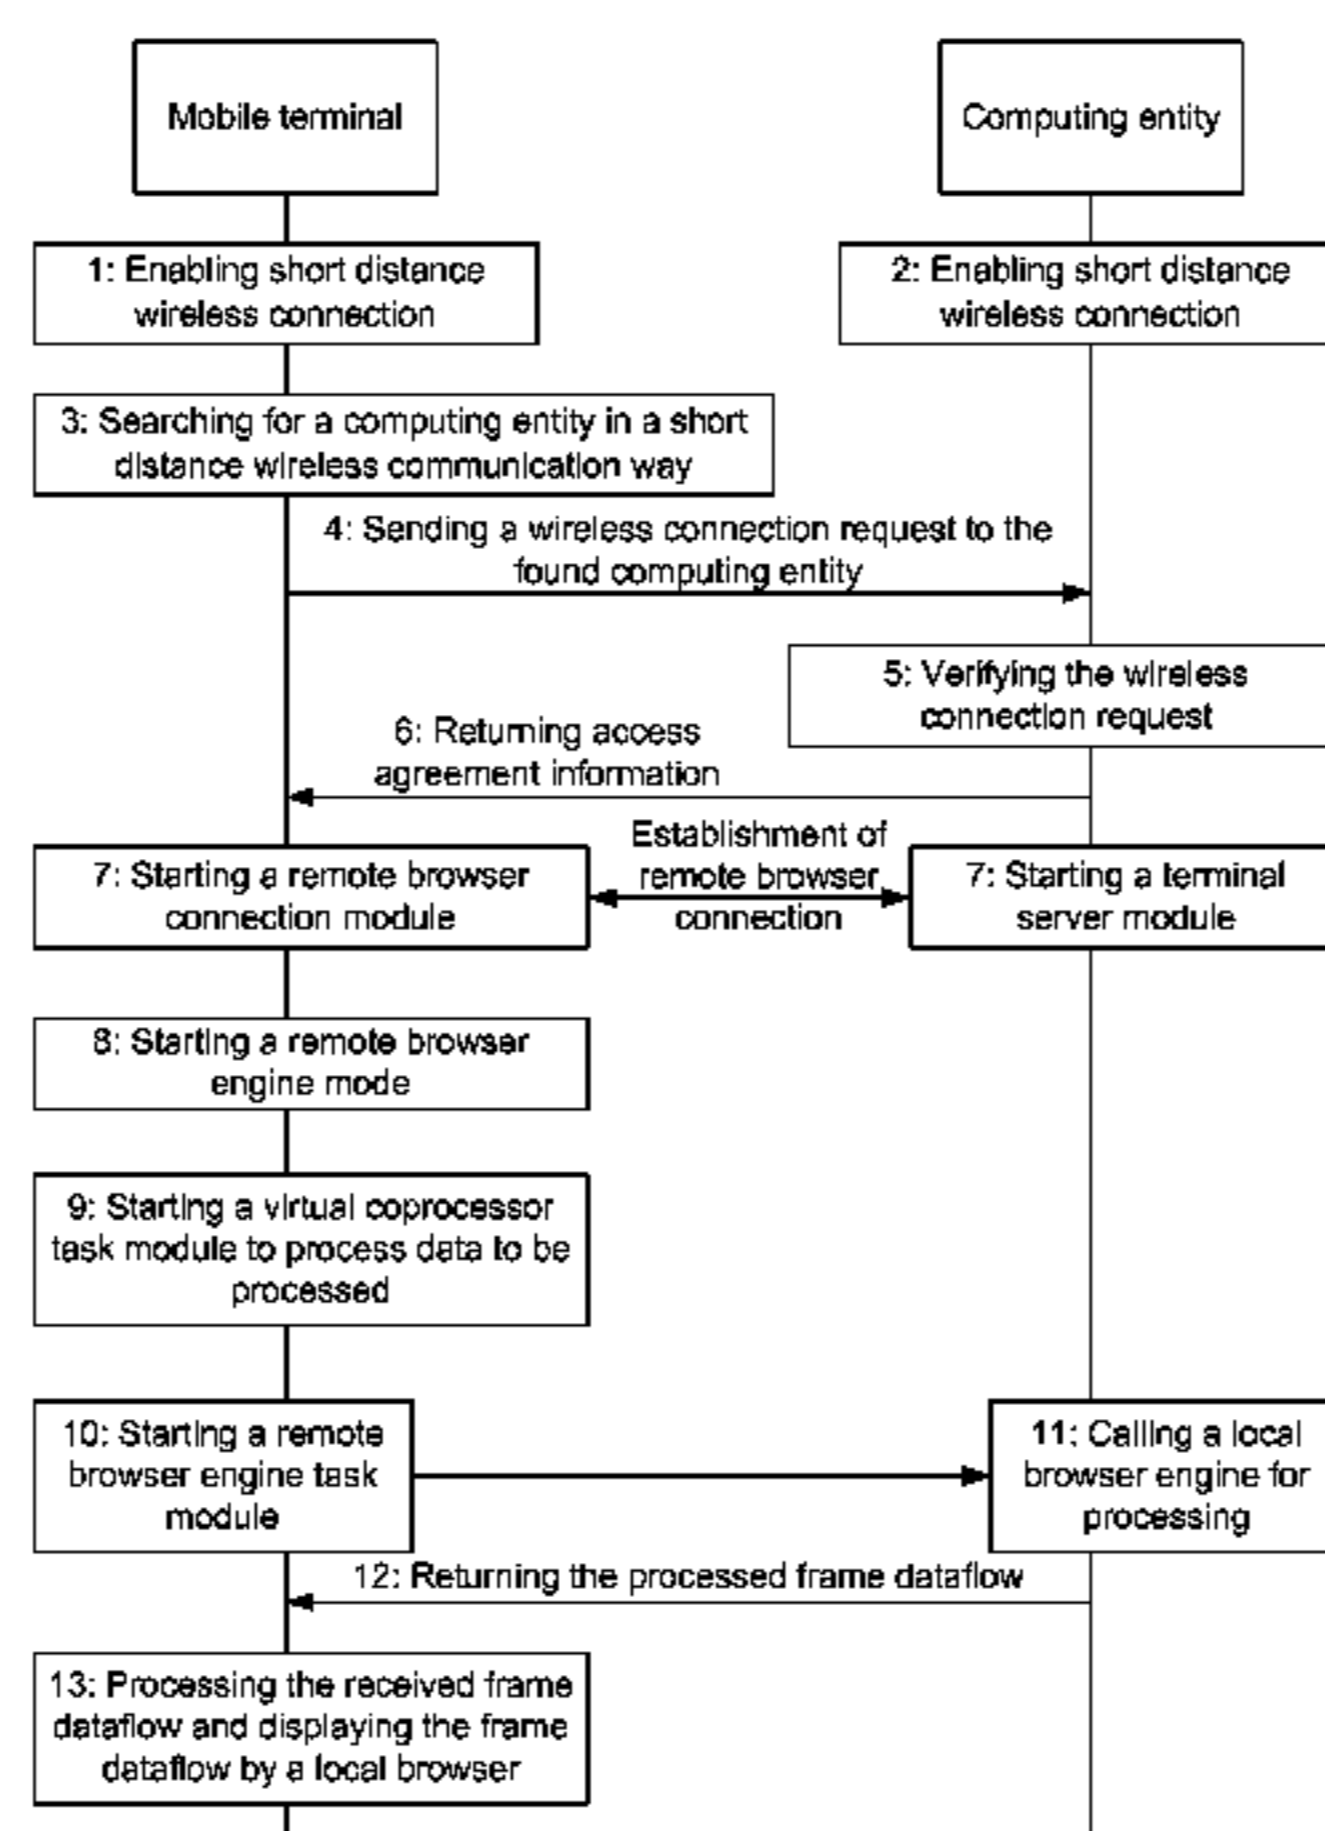 Mobile terminal
Computing entity
1: Enabling short distance
wireless connection
2: Enabling short distance
wireless connection
3: Searching for a computing entity in a short
distance wireless communication way
4: Sending a wireless connection request to the
found computing entity
5: Verifying the wireless
connection request
6: Returning access
agreement information
7: Starting a remote browser
connection module
Establishment of
remote browser
connection
7: Starting a terminal
server module
8: Starting a remote browser
engine mode
9: Starting a virtual coprocessor
task module to process data to be
processed
10: Starting a remote
browser engine task
module
11: Calling a local
browser engine for
processing
12: Returning the processed frame dataflow
13: Processing the received frame
dataflow and displaying the frame
dataflow by a local browser